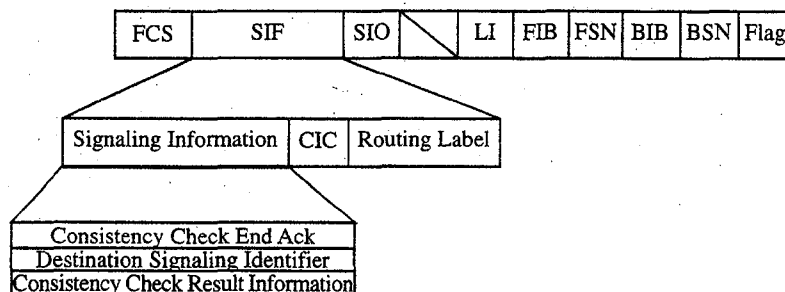 FCS SIF SIO LI FIB FSN BIB BSN Flag
Signaling Information CIC Routing Label
Consistency Check End Ack
Destination Signaling Identifier
Consistency Check Result Information